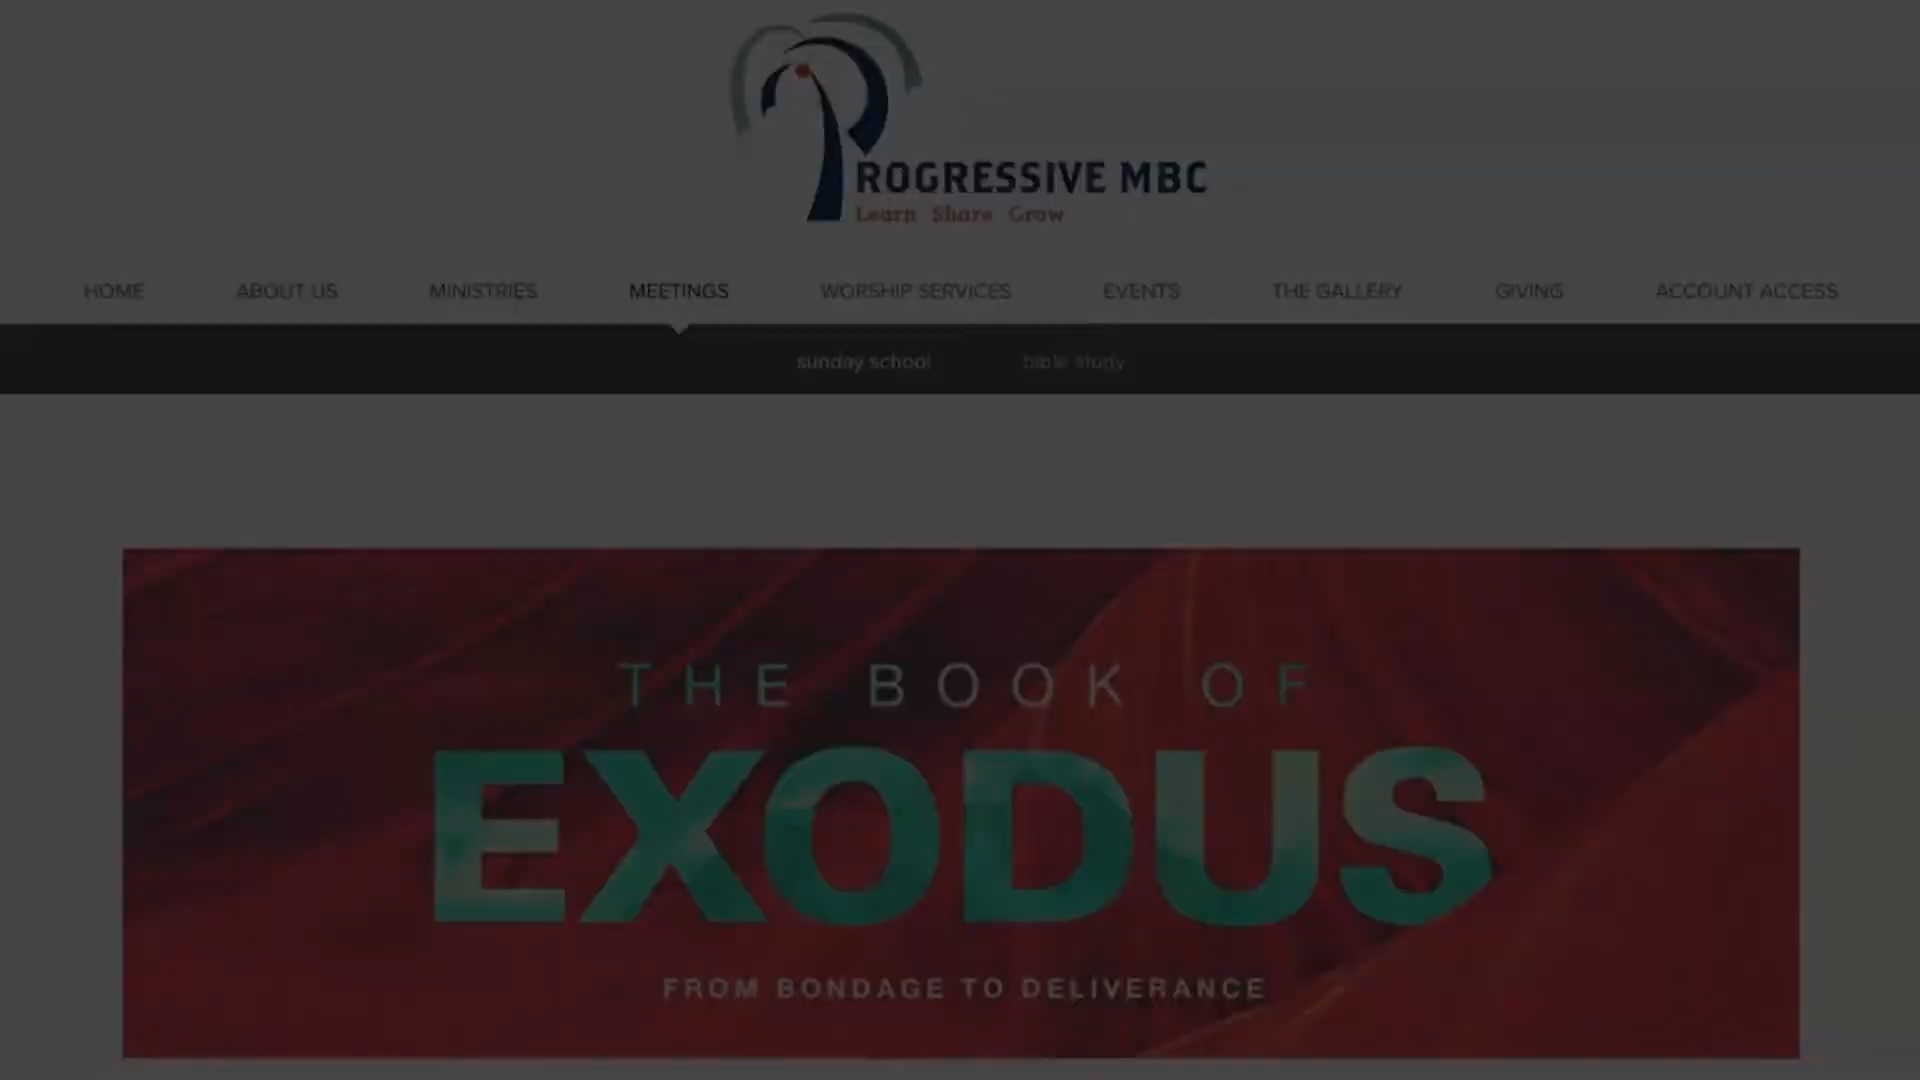 PROGRESSIVE MBC
Learn Share Grow
HOME ABOUT US MINISTRIES MEETINGS WORSHIP SERVICES EVENTS THE GALLERY GIVING ACCOUNT ACCESS
sunday school bible study
THE BOOK OF
EXODUS
FROM BONDAGE TO DELIVERANCE